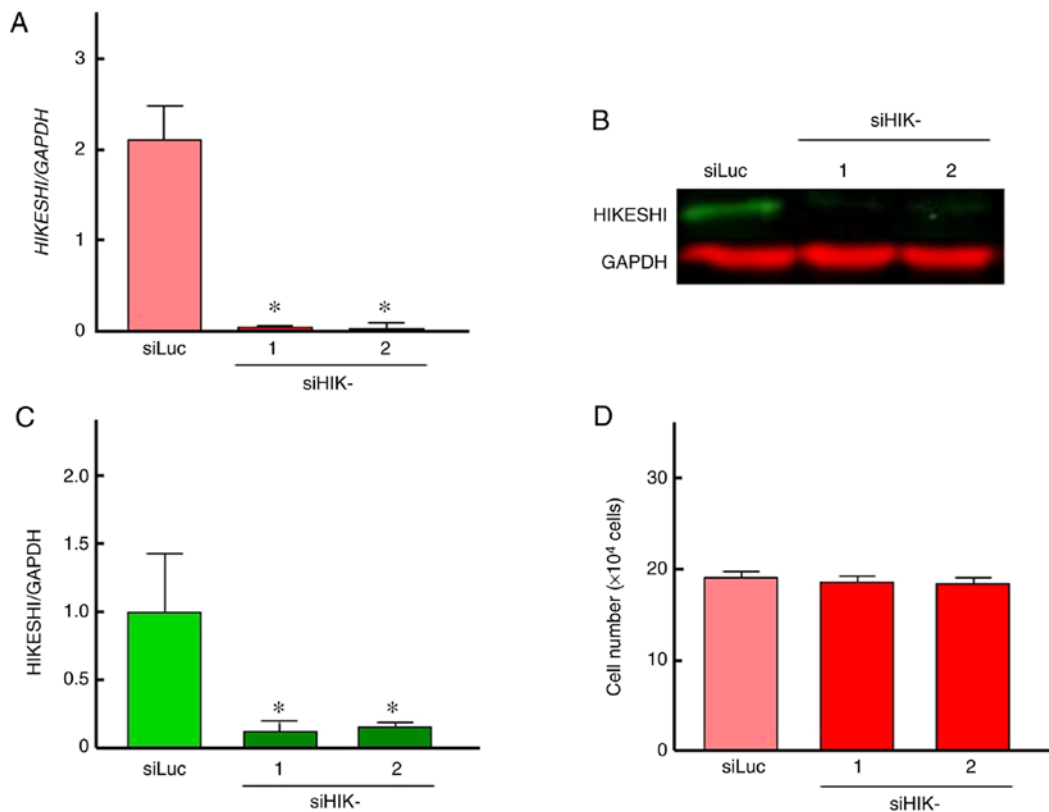 A
HIKESHI/GAPDH
3
2
1
0
* *
siLuc 1 2
siHIK-
B
siHIK-
siLuc 1 2
HIKESHI
GAPDH
C
HIKESHI/GAPDH
2.0
1.5
1.0
0.5
0
* *
siLuc 1 2
siHIK-
D
Cell number (×10⁴ cells)
30
20
10
0
siLuc 1 2
siHIK-